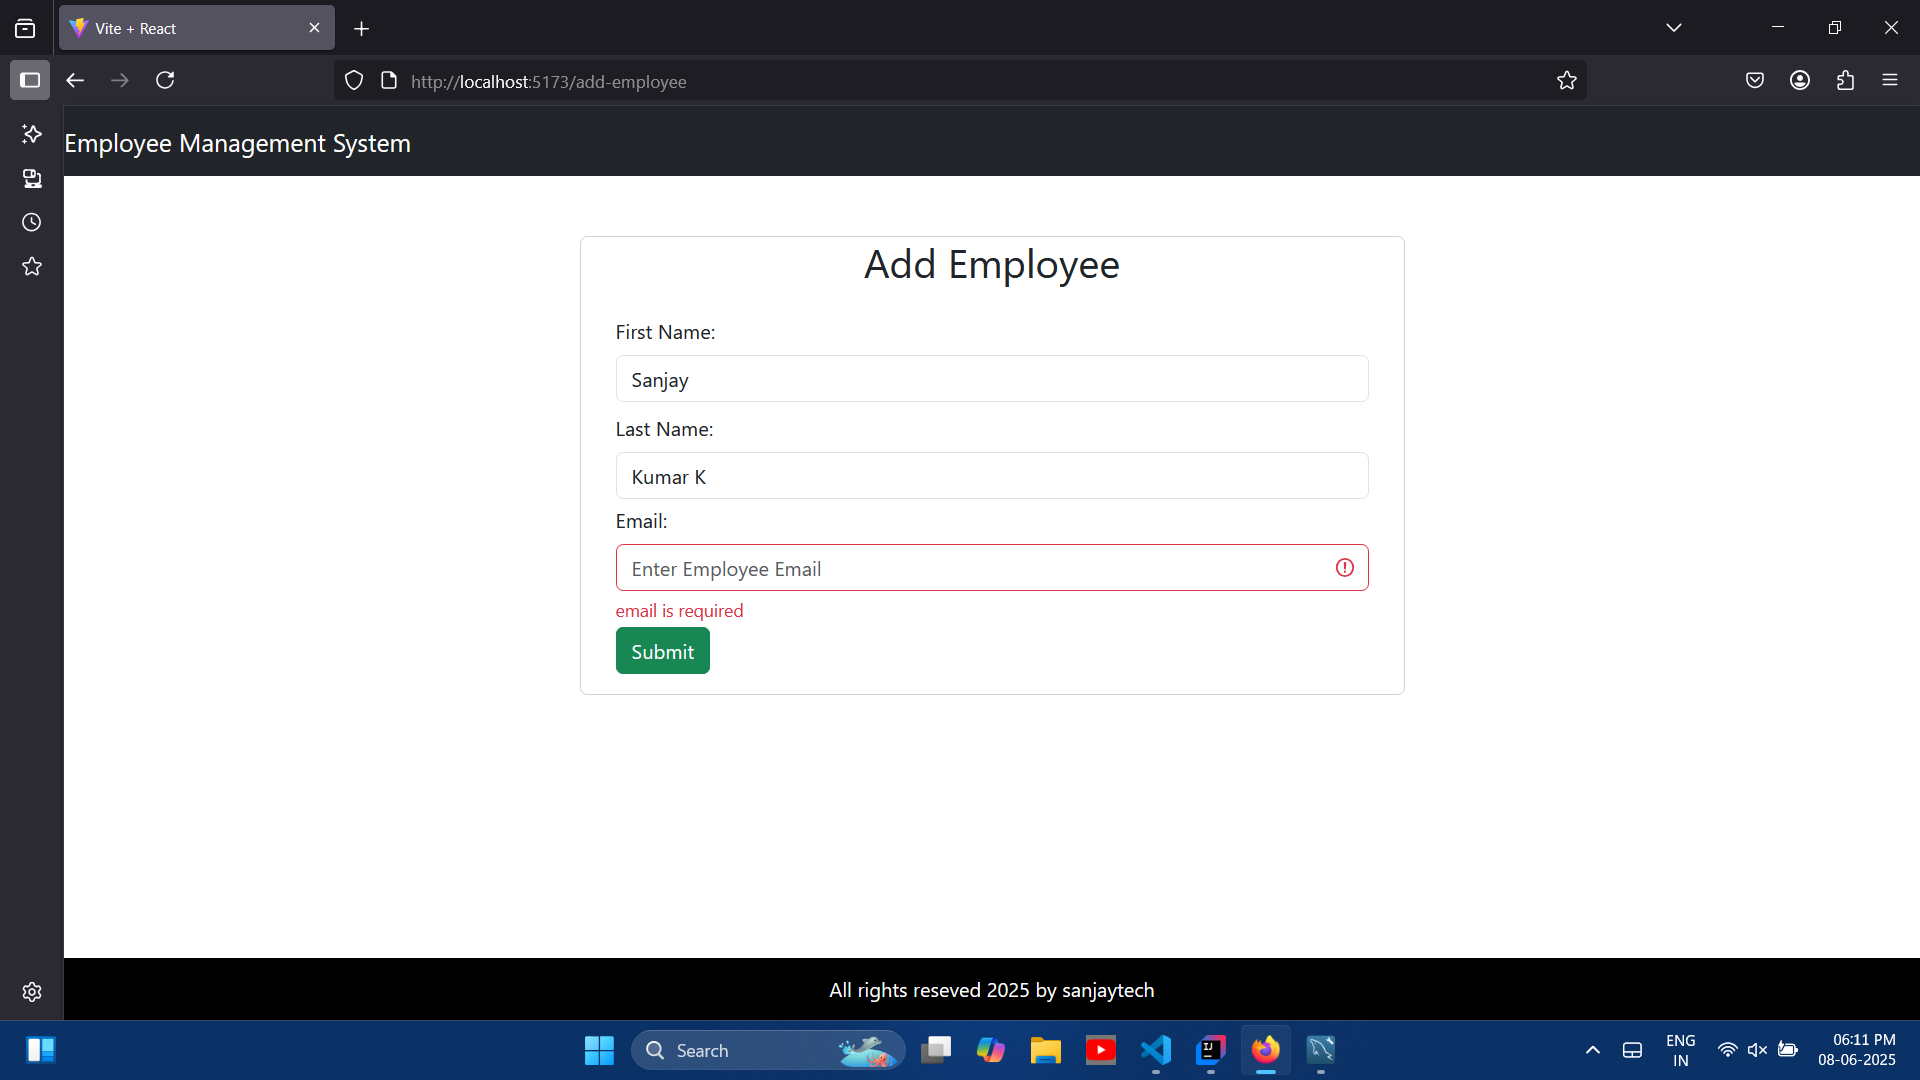 Vite + React
http://localhost:5173/add-employee
Employee Management System
Add Employee
First Name:
Sanjay
Last Name:
Kumar K
Email:
Enter Employee Email
email is required
Submit
All rights reseved 2025 by sanjaytech
Search
IJ
ENG
IN
06:11 PM
08-06-2025